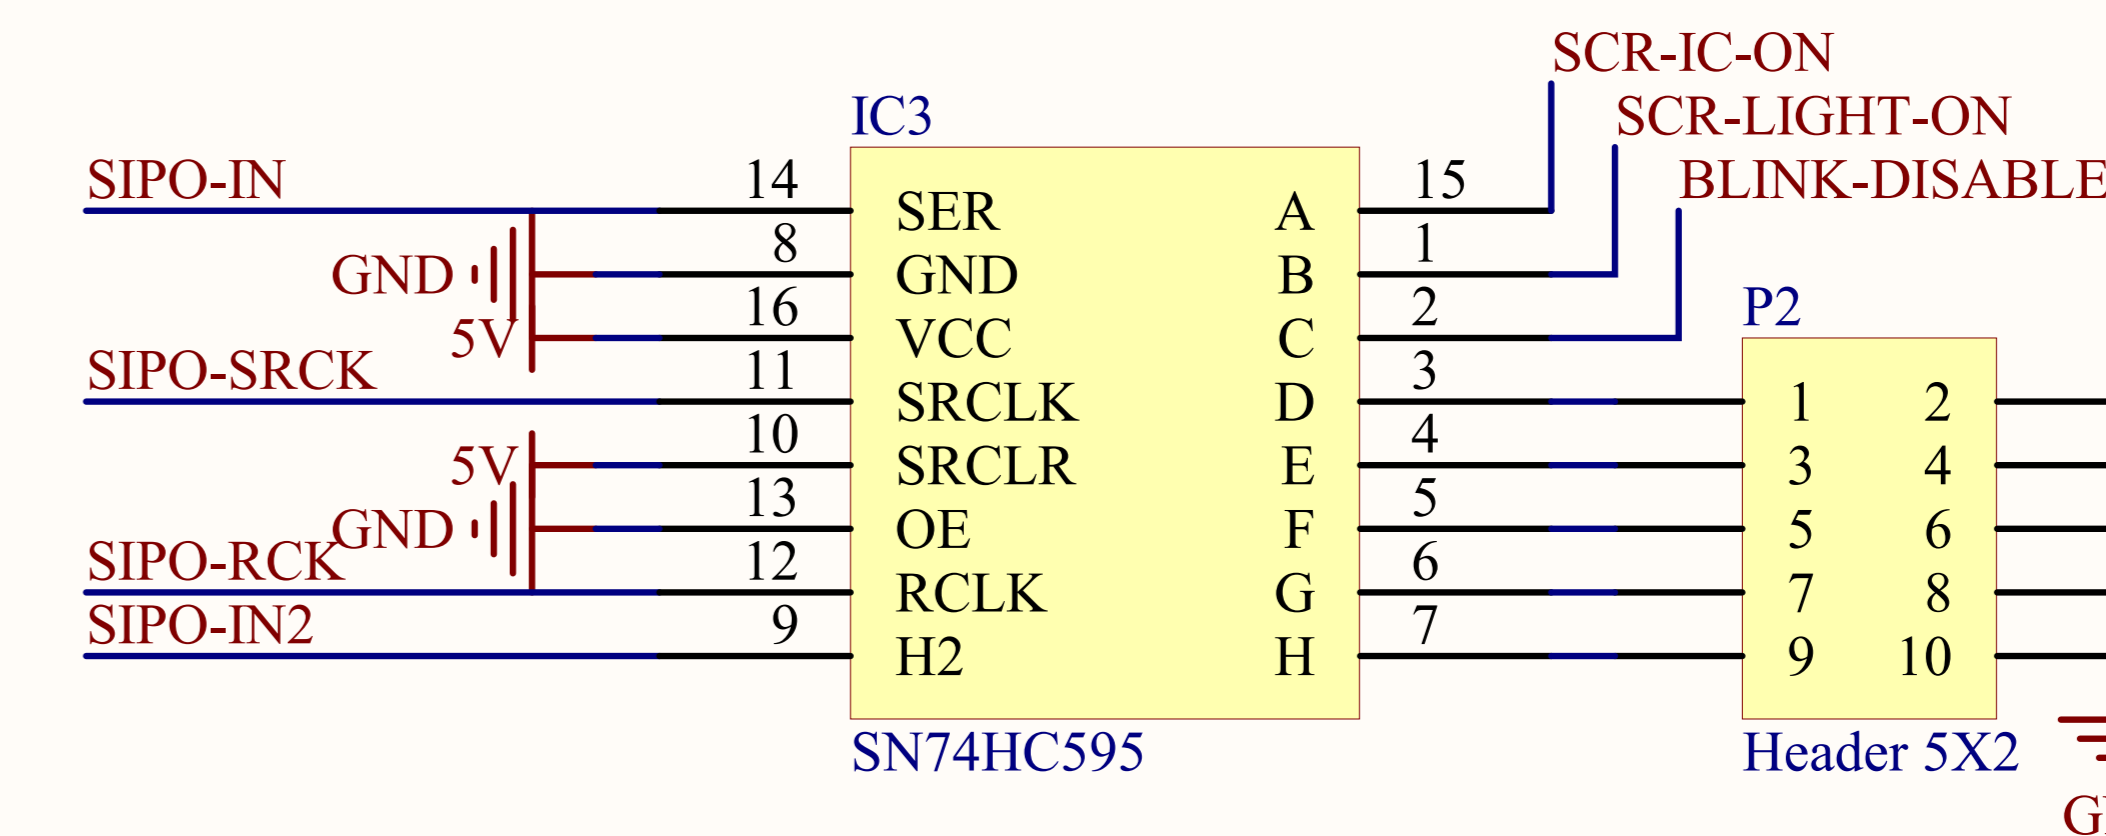 SCR-IC-ON
IC3
SCR-LIGHT-ON
SIPO-IN 14 15 BLINK-DISABLE
SER A
8 1
GND GND B
16 2 P2
5V VCC C
SIPO-SRCK 11 3
SRCLK D 1 2
10 4
5V SRCLR E 3 4
13 5
GND OE F 5 6
SIPO-RCK 12 6
RCLK G 7 8
SIPO-IN2 9 7
H2 H 9 10
SN74HC595 Header 5X2